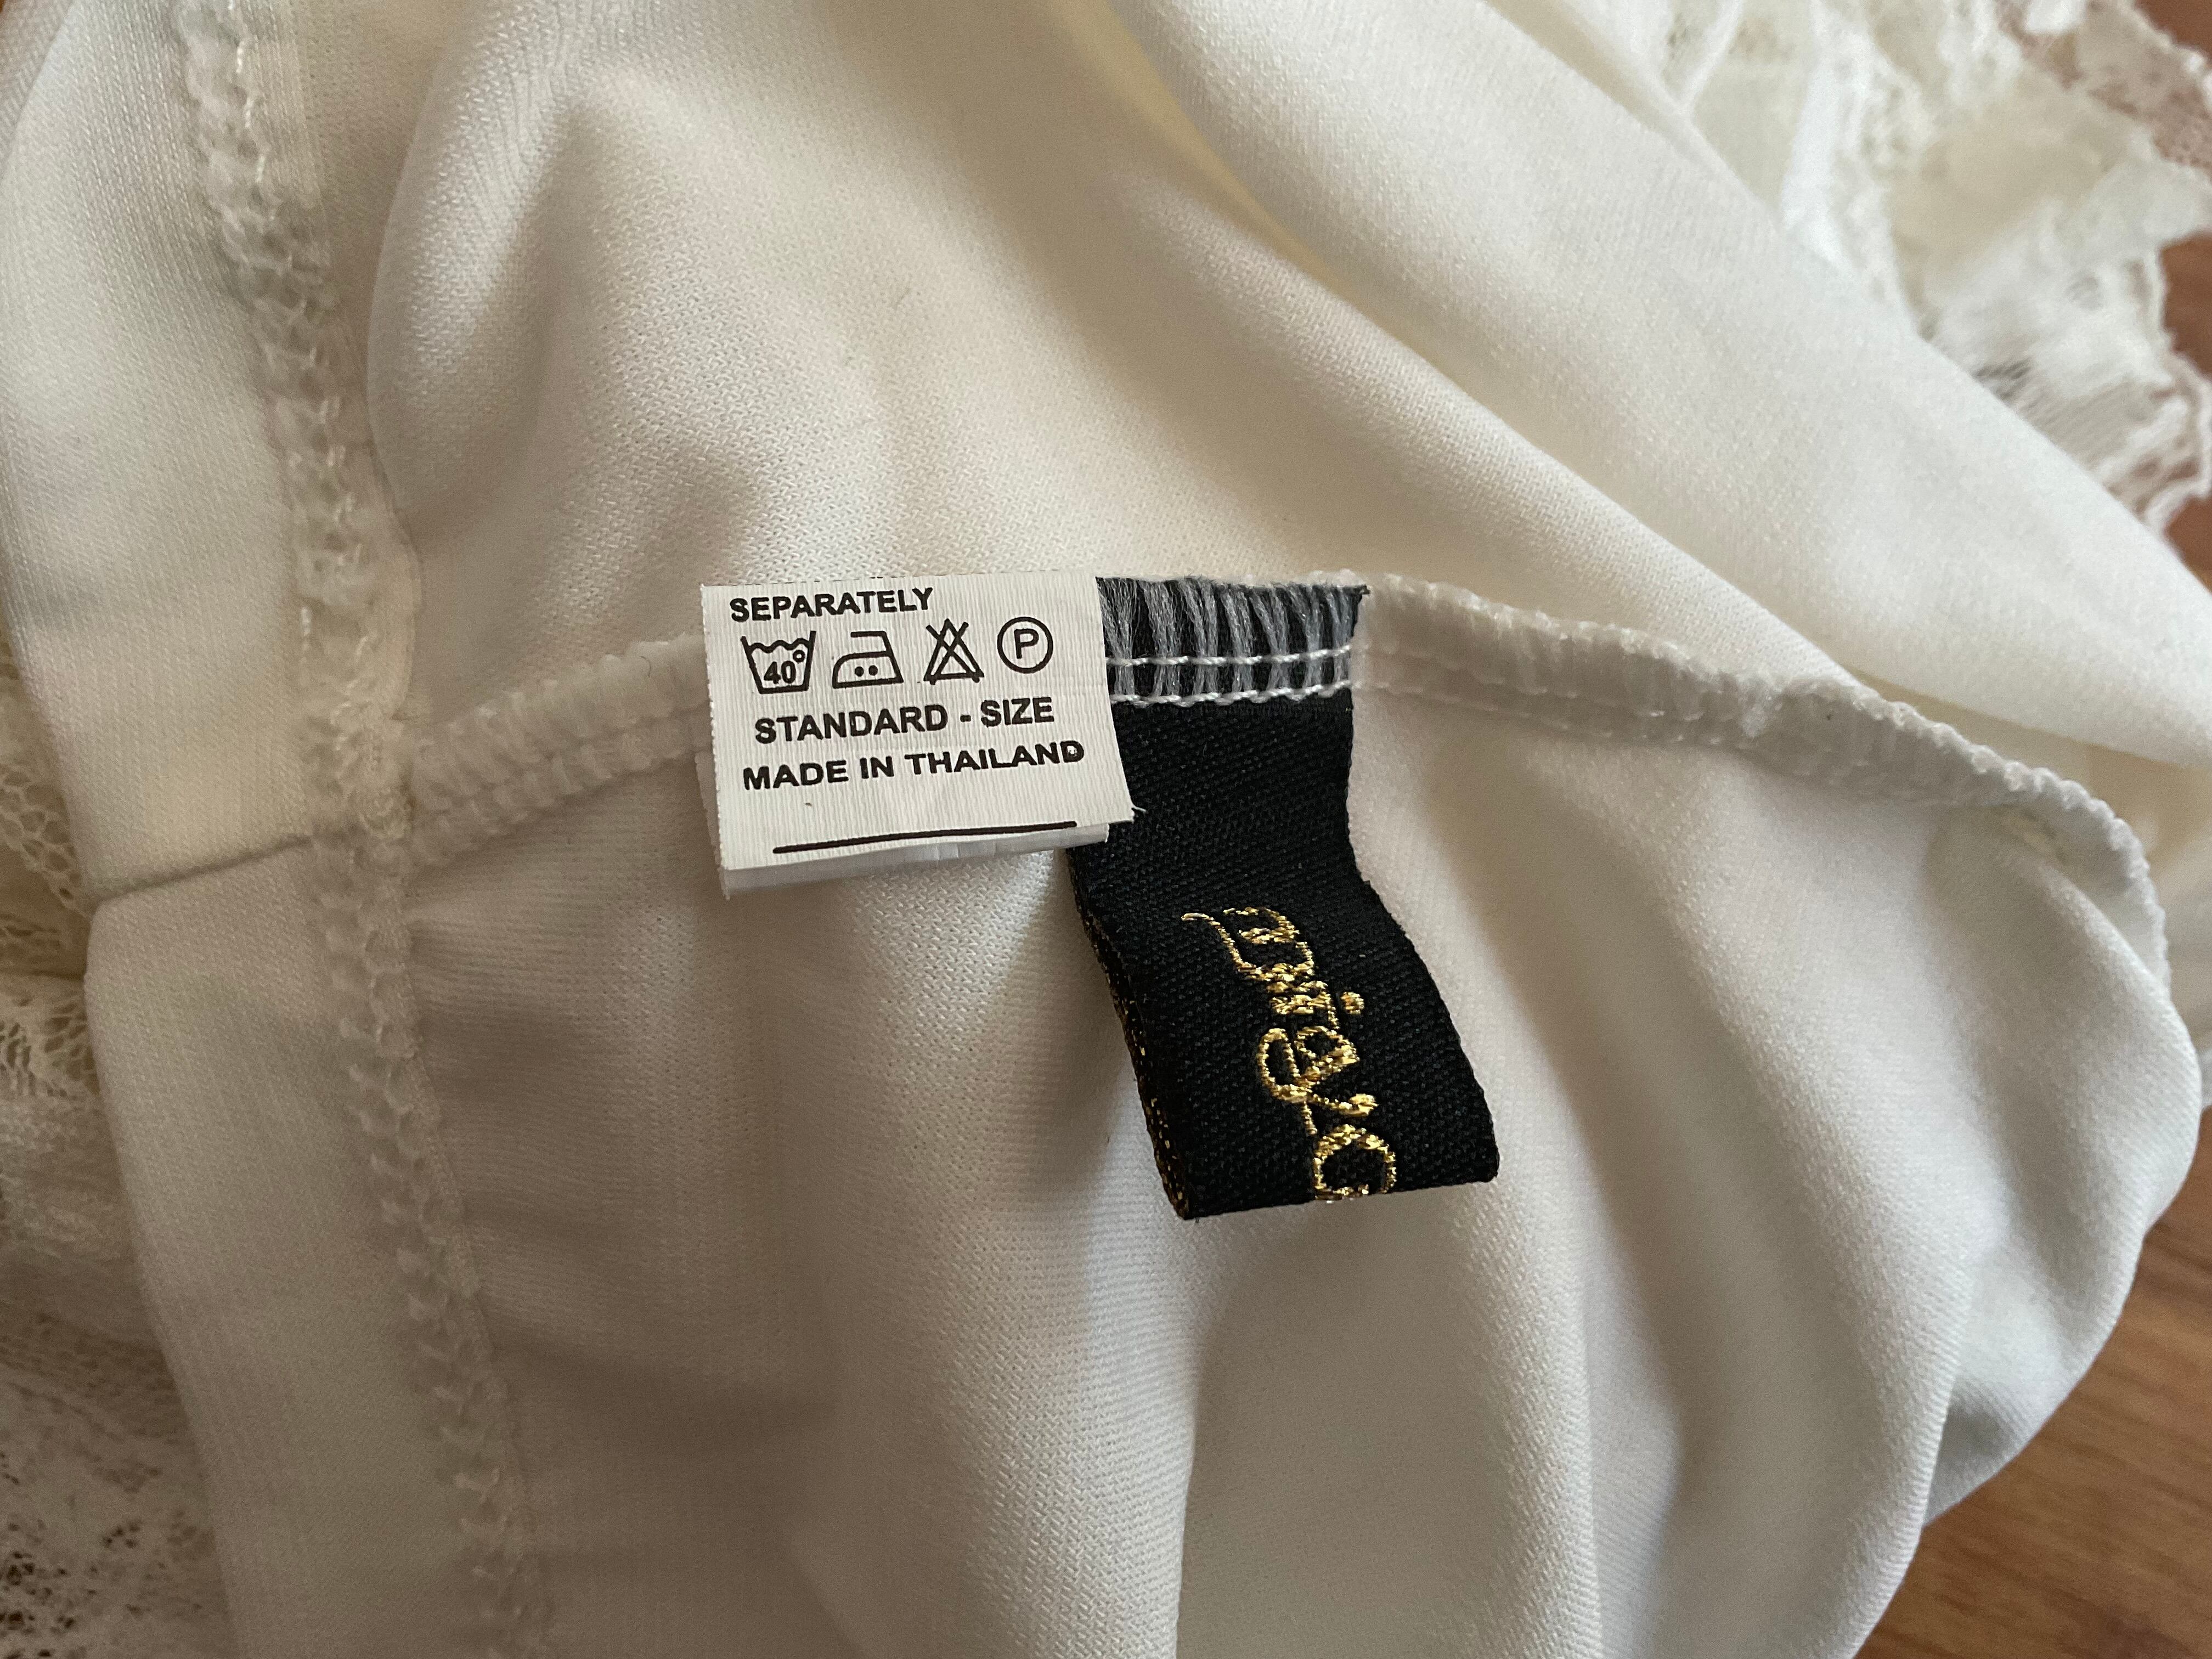 SEPARATELY
40°
P
STANDARD - SIZE
MADE IN THAILAND